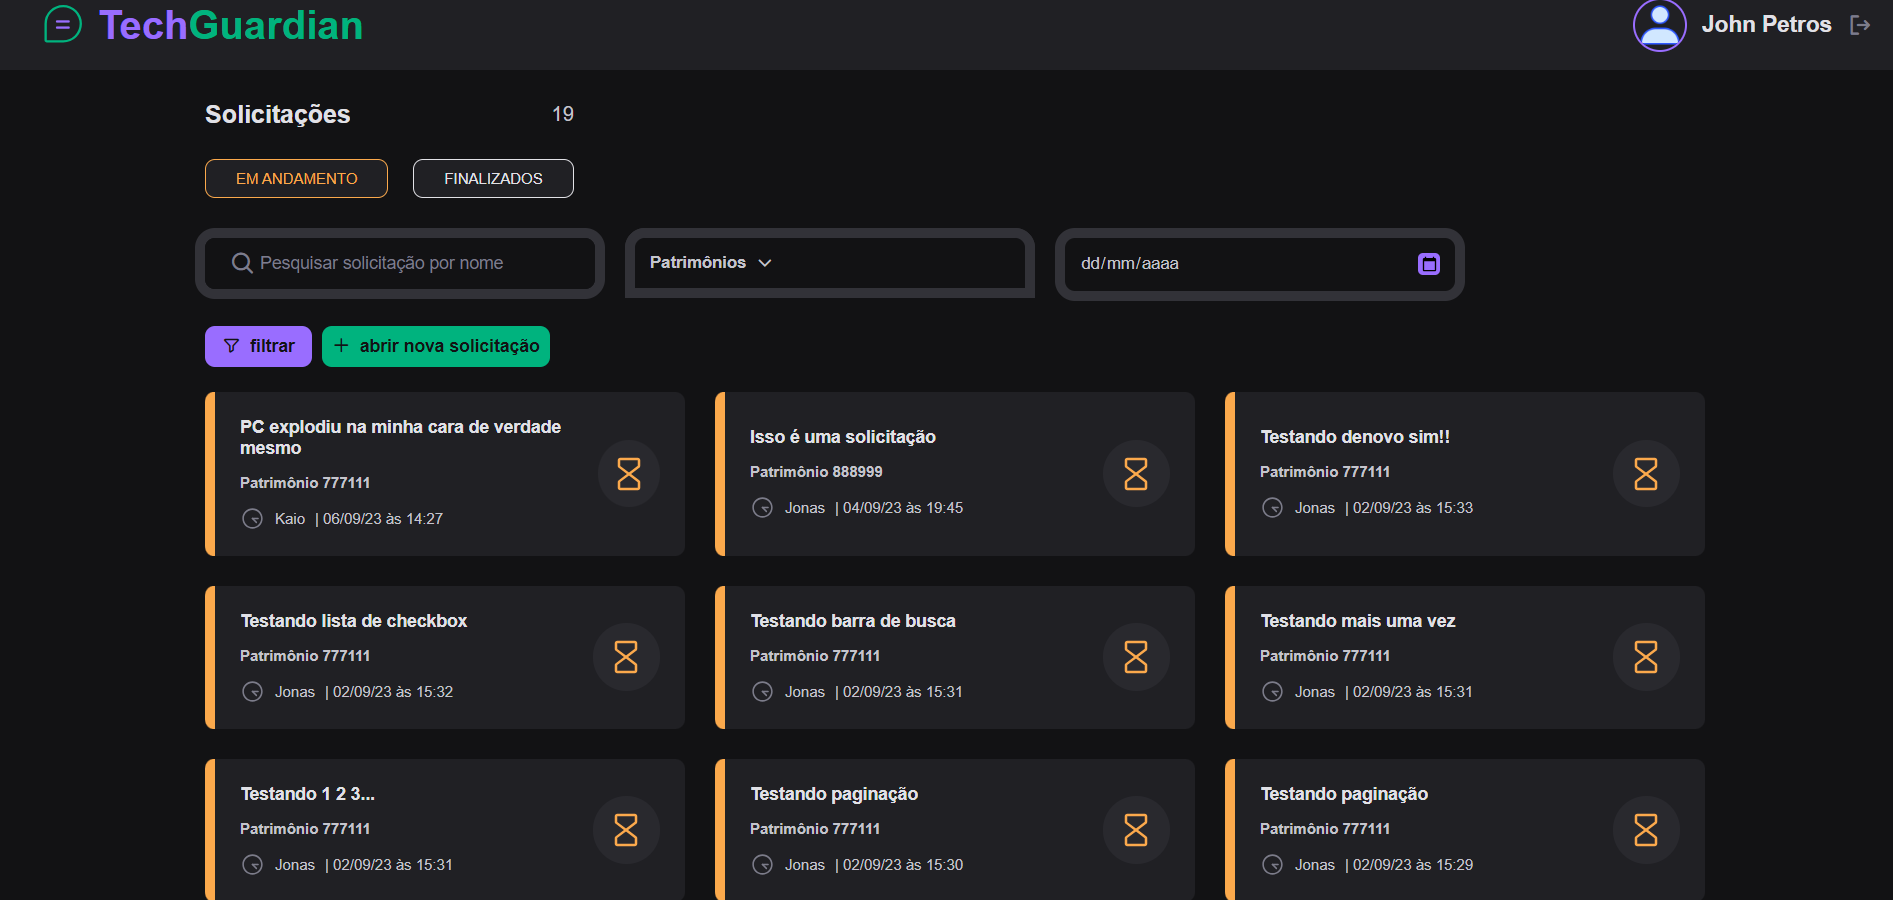 TechGuardian
John Petros
Solicitações 19
EM ANDAMENTO FINALIZADOS
Pesquisar solicitação por nome
Patrimônios
dd/mm/aaaa
filtrar
abrir nova solicitação
PC explodiu na minha cara de verdade
mesmo
Patrimônio 777111
Kaio | 06/09/23 às 14:27
Isso é uma solicitação
Patrimônio 888999
Jonas | 04/09/23 às 19:45
Testando denovo sim!!
Patrimônio 777111
Jonas | 02/09/23 às 15:33
Testando lista de checkbox
Patrimônio 777111
Jonas | 02/09/23 às 15:32
Testando barra de busca
Patrimônio 777111
Jonas | 02/09/23 às 15:31
Testando mais uma vez
Patrimônio 777111
Jonas | 02/09/23 às 15:31
Testando 1 2 3...
Patrimônio 777111
Jonas | 02/09/23 às 15:31
Testando paginação
Patrimônio 777111
Jonas | 02/09/23 às 15:30
Testando paginação
Patrimônio 777111
Jonas | 02/09/23 às 15:29